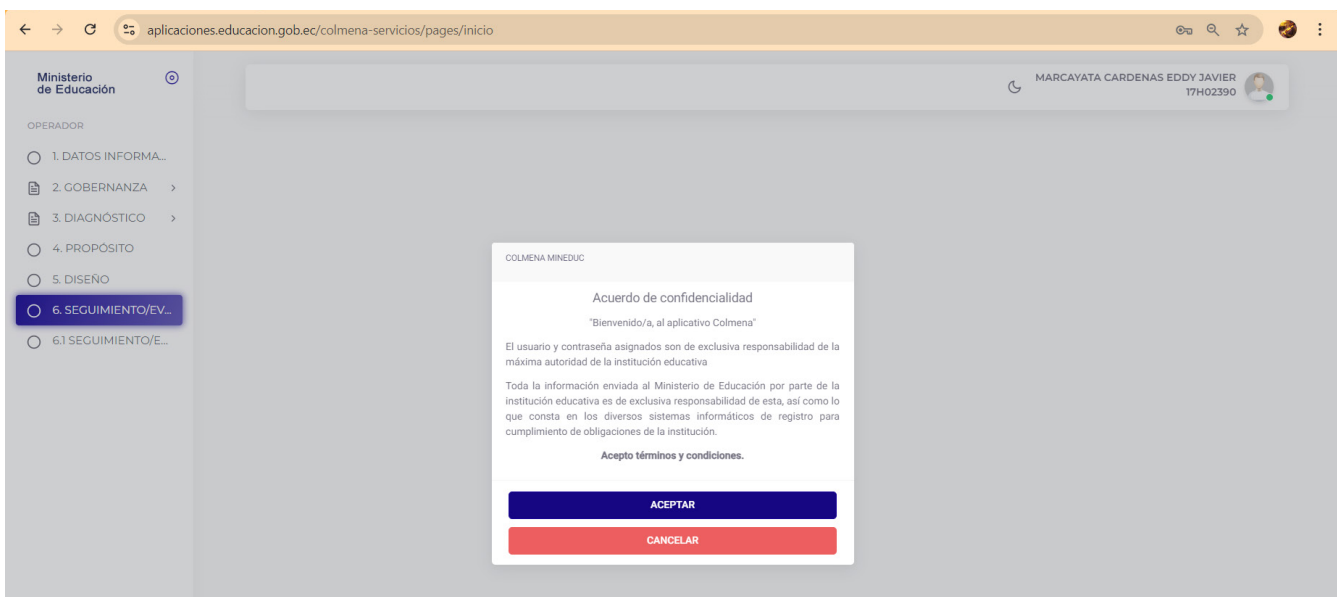 aplicaciones.educacion.gob.ec/colmena-servicios/pages/inicio
Ministerio
de Educación
MARCAYATA CARDENAS EDDY JAVIER
17H02390
OPERADOR
1. DATOS INFORMA...
2. GOBERNANZA
3. DIAGNÓSTICO
4. PROPÓSITO
5. DISEÑO
6. SEGUIMIENTO/EV...
6.1 SEGUIMIENTO/E...
COLMENA MINEDUC
Acuerdo de confidencialidad
"Bienvenido/a, al aplicativo Colmena"
El usuario y contraseña asignados son de exclusiva responsabilidad de la
máxima autoridad de la institución educativa
Toda la información enviada al Ministerio de Educación por parte de la
institución educativa es de exclusiva responsabilidad de esta, así como lo
que consta en los diversos sistemas informáticos de registro para
cumplimiento de obligaciones de la institución.
Acepto términos y condiciones.
ACEPTAR
CANCELAR